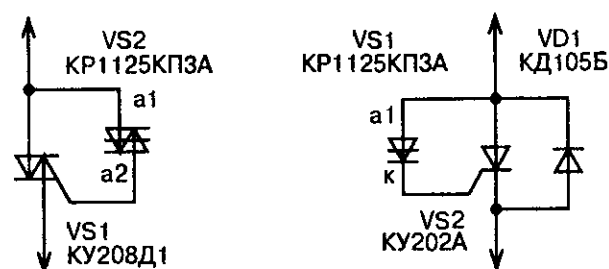 VS2
КР1125КП3А
а1
а2
VS1
КУ208Д1
VS1
КР1125КП3А
VD1
КД105Б
а1
к
VS2
КУ202А